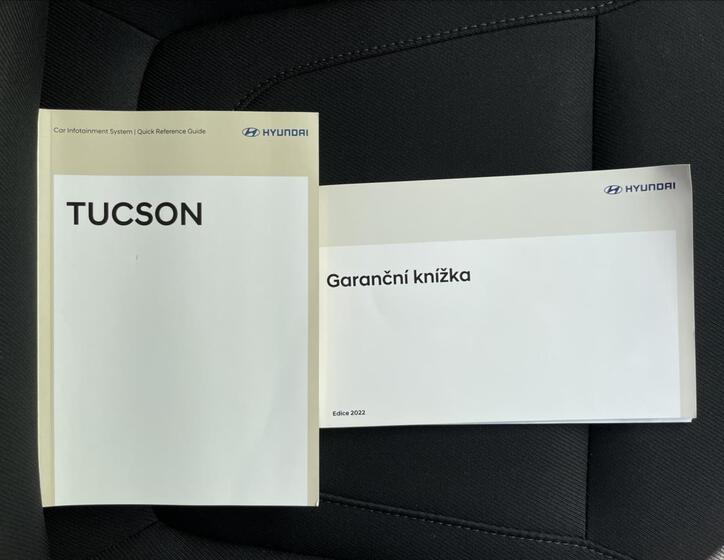 Car Infotainment System | Quick Reference Guide
HYUNDAI
TUCSON
HYUNDAI
Garanční knížka
Edice 2022